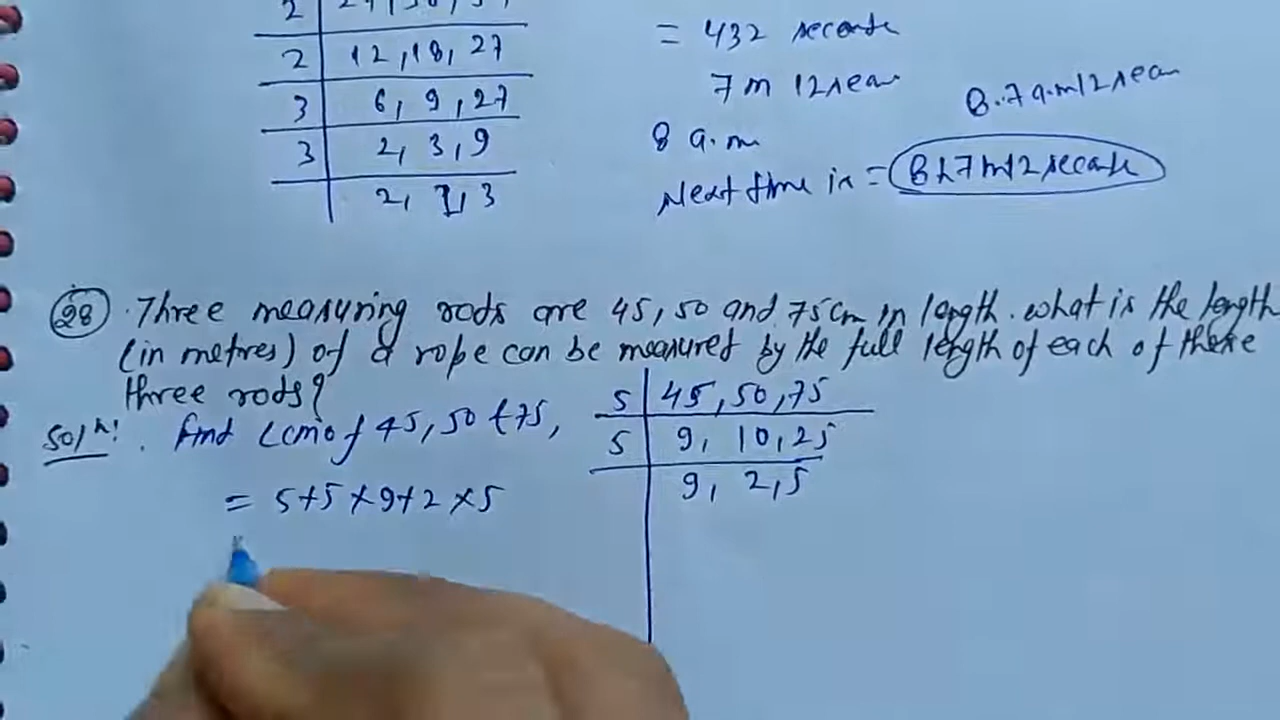 2
2 | 12, 18, 27
3 | 6, 9, 27
3 | 2, 3, 9
2, 1, 3
= 432
7 m 12
8 a.m
8.7 a.m 12
Next time is = 8 h 7 m 12
28. Three measuring rods are 45, 50 and 75 cm in length. what is the length
(in metres) of a rope can be measured by the full length of each of these
three rods?
Solⁿ: Find LCM of 45, 50 & 75,
= 5×5×9×2×5
5 | 45, 50, 75
5 | 9, 10, 25
9, 2, 5